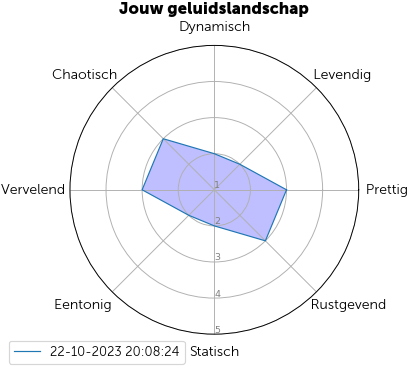 Jouw geluidslandschap
Dynamisch
Chaotisch
Levendig
Vervelend
1
Prettig
2
3
4
Eentonig
Rustgevend
5
22-10-2023 20:08:24
Statisch